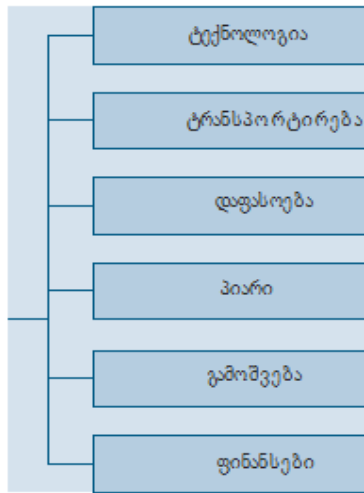 ტექნოლოგია
ტრანსპორტირება
დაფასოება
პიარი
გამოშვება
ფინანსები